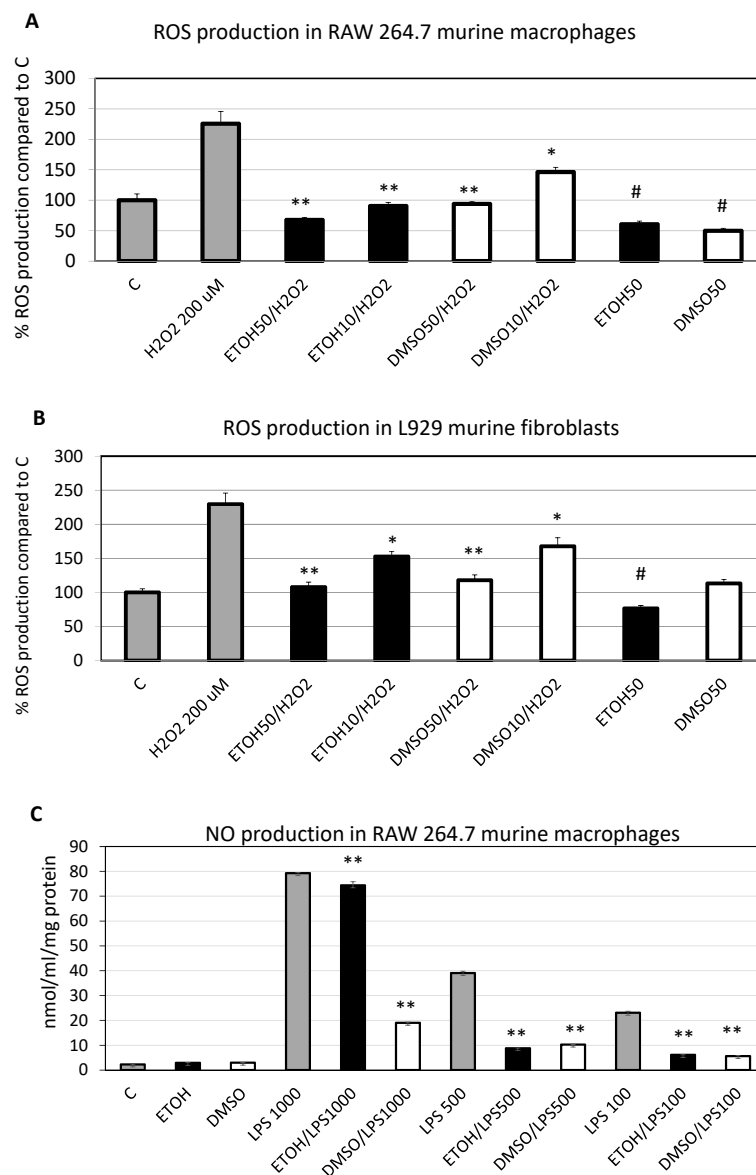 A
ROS production in RAW 264.7 murine macrophages
% ROS production compared to C
300
250
200
150
100
50
0
**
**
**
*
#
#
C
H2O2 200 uM
ETOH50/H2O2
ETOH10/H2O2
DMSO50/H2O2
DMSO10/H2O2
ETOH50
DMSO50
B
ROS production in L929 murine fibroblasts
% ROS production compared to C
300
250
200
150
100
50
0
**
*
**
*
#
C
H2O2 200 uM
ETOH50/H2O2
ETOH10/H2O2
DMSO50/H2O2
DMSO10/H2O2
ETOH50
DMSO50
C
NO production in RAW 264.7 murine macrophages
nmol/ml/mg protein
90
80
70
60
50
40
30
20
10
0
**
**
**
**
**
**
C
ETOH
DMSO
LPS 1000
ETOH/LPS1000
DMSO/LPS1000
LPS 500
ETOH/LPS500
DMSO/LPS500
LPS 100
ETOH/LPS100
DMSO/LPS100